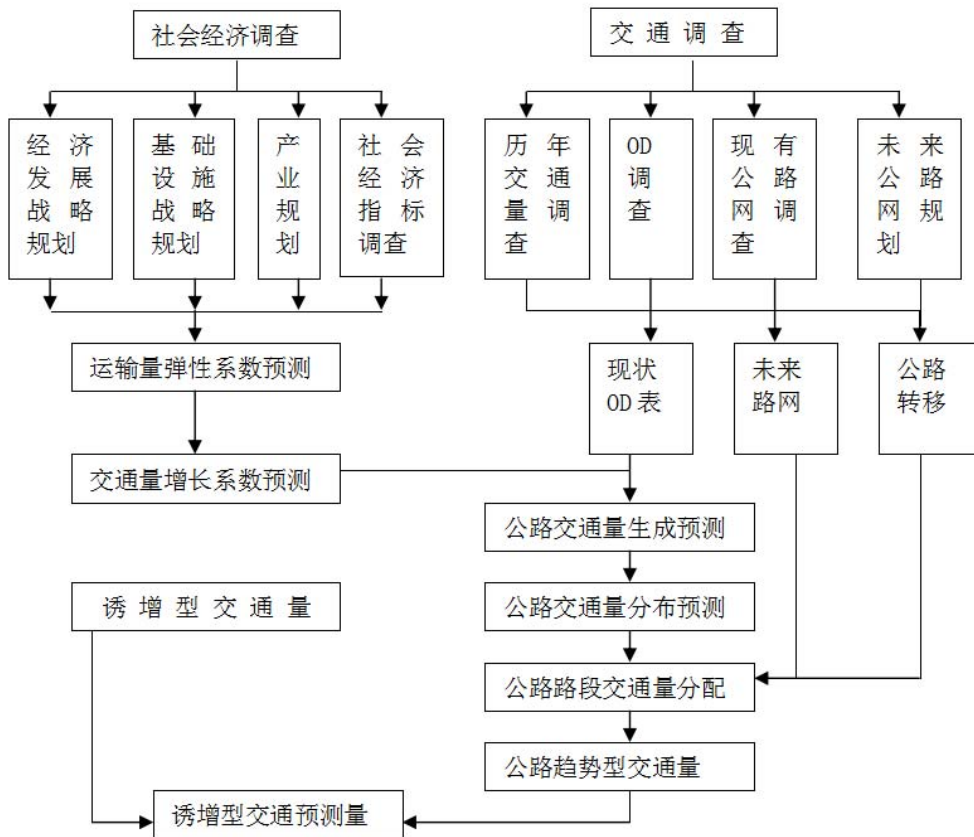 社会经济调查
交 通 调 查
经 济
发 展
战 略
规划
基 础
设 施
战 略
规划
产
业
规
划
社 会
经 济
指 标
调查
历 年
交 通
量 调
查
OD
调
查
现 有
公 路
网 调
查
未 来
公 路
网 规
划
运输量弹性系数预测
现状
OD 表
未来
路网
公路
转移
交通量增长系数预测
公路交通量生成预测
诱 增 型 交 通 量
公路交通量分布预测
公路路段交通量分配
公路趋势型交通量
诱增型交通预测量